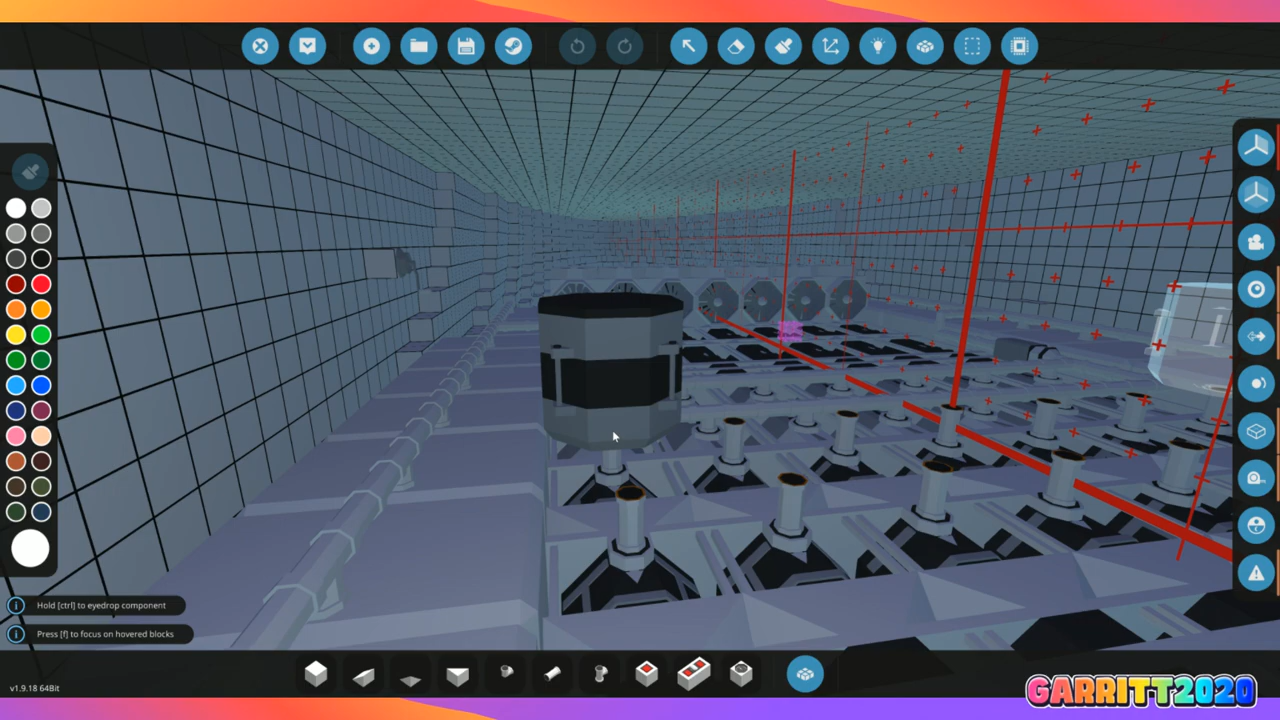 Hold [ctrl] to eyedrop component
Press [f] to focus on hovered blocks
v1.9.18 64Bit
GARRITT2020